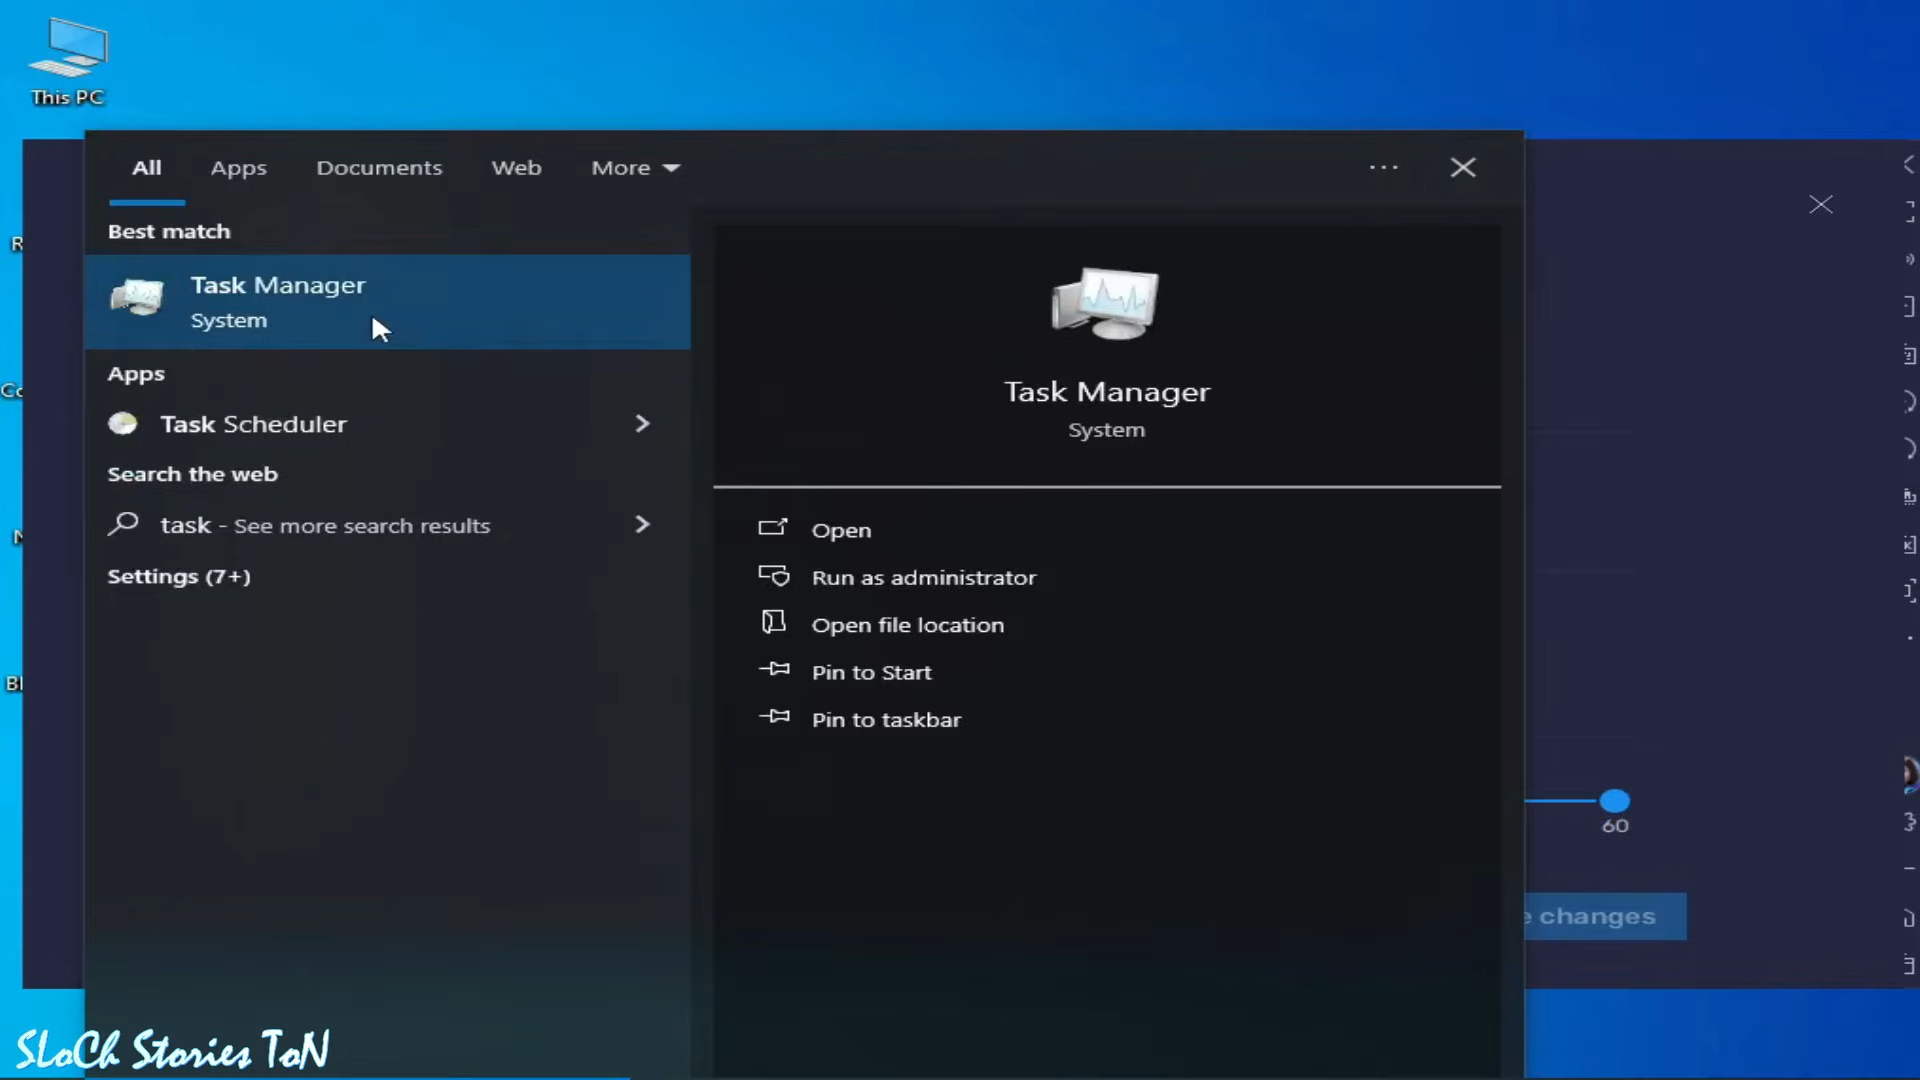 This PC
All Apps Documents Web More
Best match
Task Manager
System
Apps
Task Scheduler
Search the web
task - See more search results
Settings (7+)
Task Manager
System
Open
Run as administrator
Open file location
Pin to Start
Pin to taskbar
60
changes
SLoCh Stories ToN